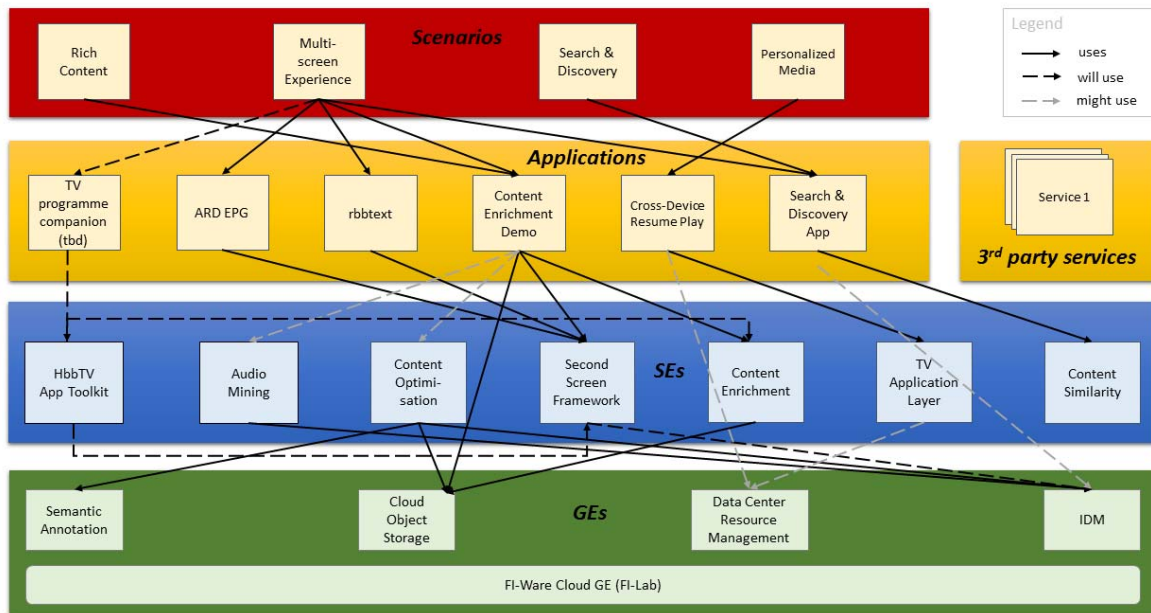 Scenarios
Rich
Content
Multi-
screen
Experience
Search &
Discovery
Personalized
Media
Legend
uses
will use
might use
Applications
TV
programme
companion
(tbd)
ARD EPG
rbbtext
Content
Enrichment
Demo
Cross-Device
Resume Play
Search &
Discovery
App
Service 1
3rd party services
SEs
HbbTV
App Toolkit
Audio
Mining
Content
Optimi-
sation
Second
Screen
Framework
Content
Enrichment
TV
Application
Layer
Content
Similarity
GEs
Semantic
Annotation
Cloud
Object
Storage
Data Center
Resource
Management
IDM
FI-Ware Cloud GE (FI-Lab)